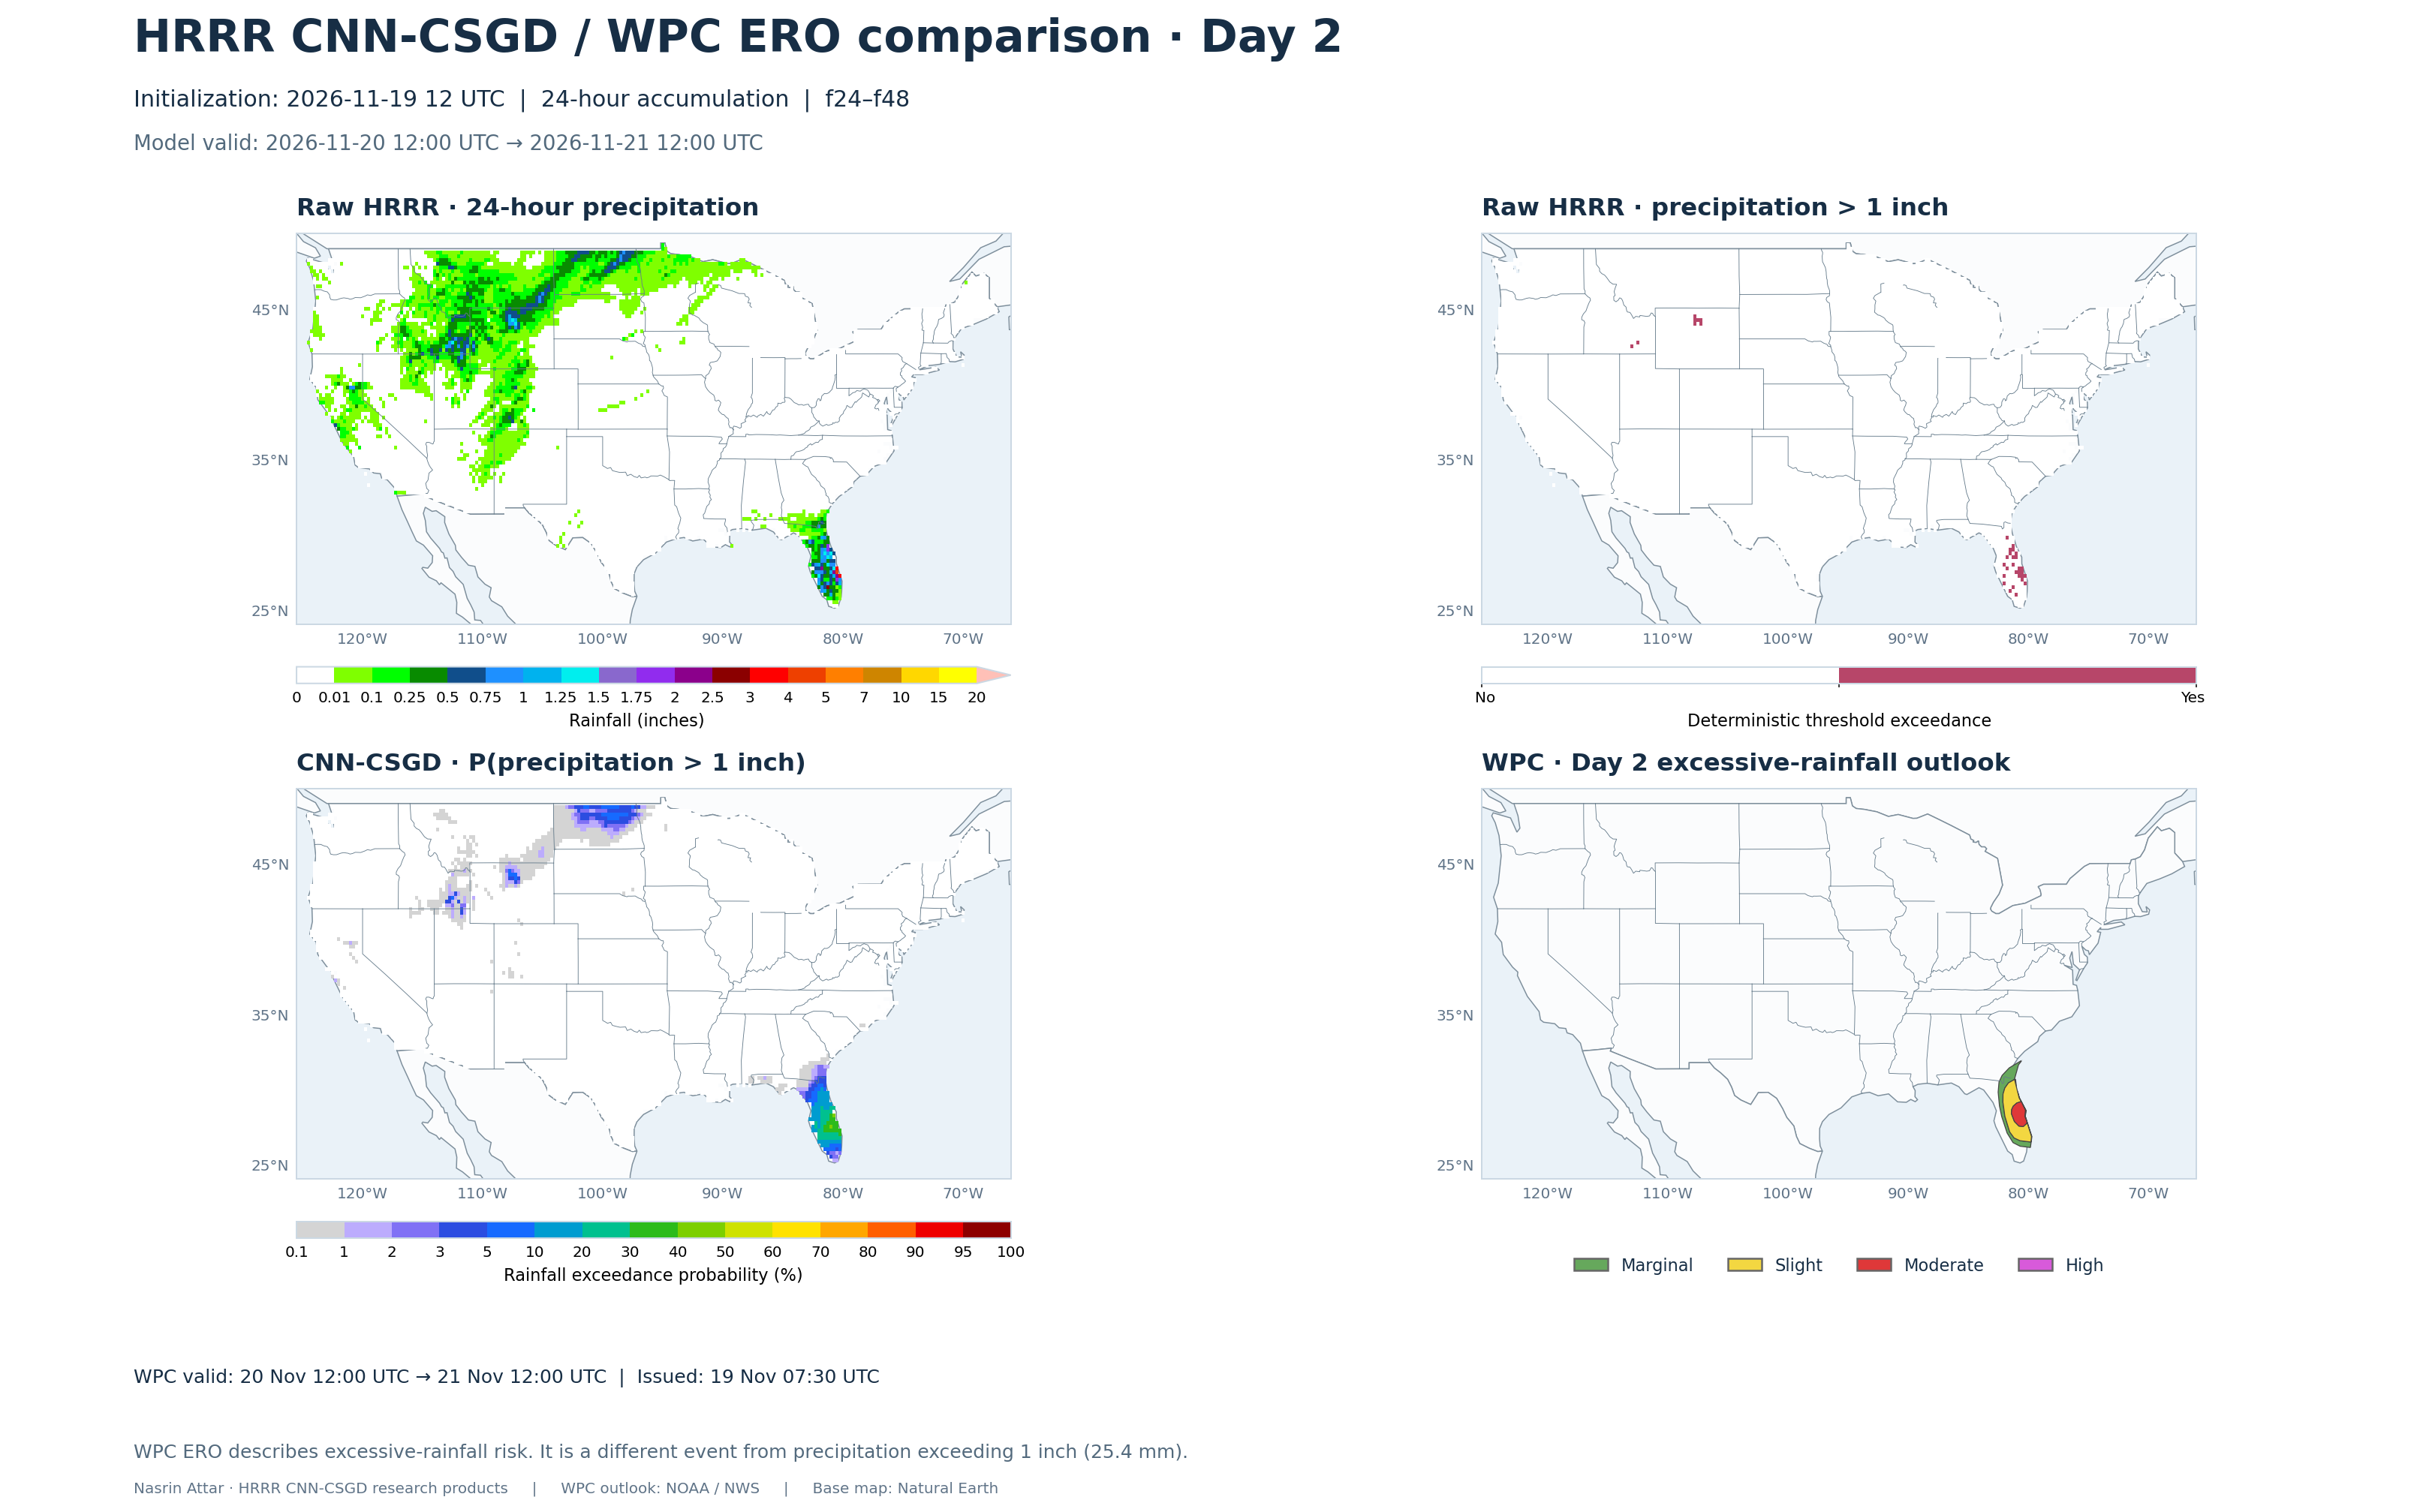 HRRR CNN-CSGD / WPC ERO comparison · Day 2
Initialization: 2026-11-19 12 UTC | 24-hour accumulation | f24–f48
Model valid: 2026-11-20 12:00 UTC → 2026-11-21 12:00 UTC
Raw HRRR · 24-hour precipitation
45°N
35°N
25°N
120°W 110°W 100°W 90°W 80°W 70°W
0 0.01 0.1 0.25 0.5 0.75 1 1.25 1.5 1.75 2 2.5 3 4 5 7 10 15 20
Rainfall (inches)
Raw HRRR · precipitation > 1 inch
45°N
35°N
25°N
120°W 110°W 100°W 90°W 80°W 70°W
No Yes
Deterministic threshold exceedance
CNN-CSGD · P(precipitation > 1 inch)
45°N
35°N
25°N
120°W 110°W 100°W 90°W 80°W 70°W
0.1 1 2 3 5 10 20 30 40 50 60 70 80 90 95 100
Rainfall exceedance probability (%)
WPC · Day 2 excessive-rainfall outlook
45°N
35°N
25°N
120°W 110°W 100°W 90°W 80°W 70°W
Marginal Slight Moderate High
WPC valid: 20 Nov 12:00 UTC → 21 Nov 12:00 UTC | Issued: 19 Nov 07:30 UTC
WPC ERO describes excessive-rainfall risk. It is a different event from precipitation exceeding 1 inch (25.4 mm).
Nasrin Attar · HRRR CNN-CSGD research products | WPC outlook: NOAA / NWS | Base map: Natural Earth